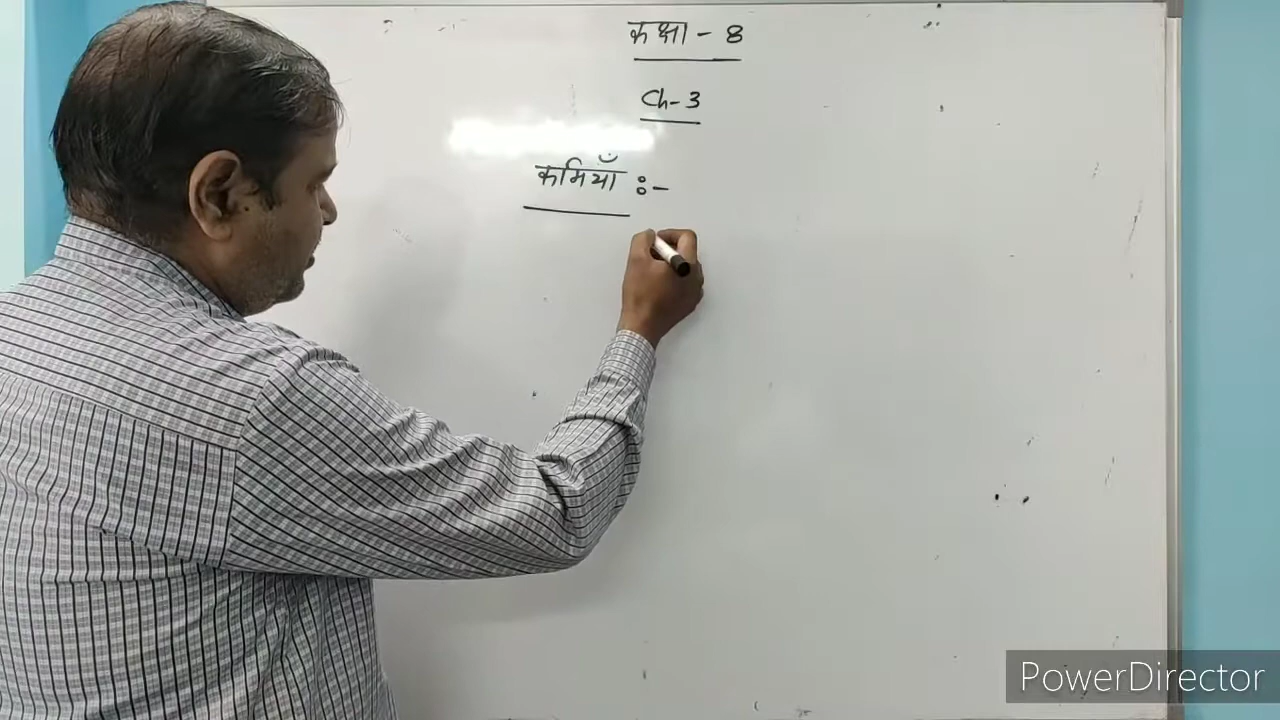 कक्षा - 8
Ch- 3
कमियाँ :-
PowerDirector